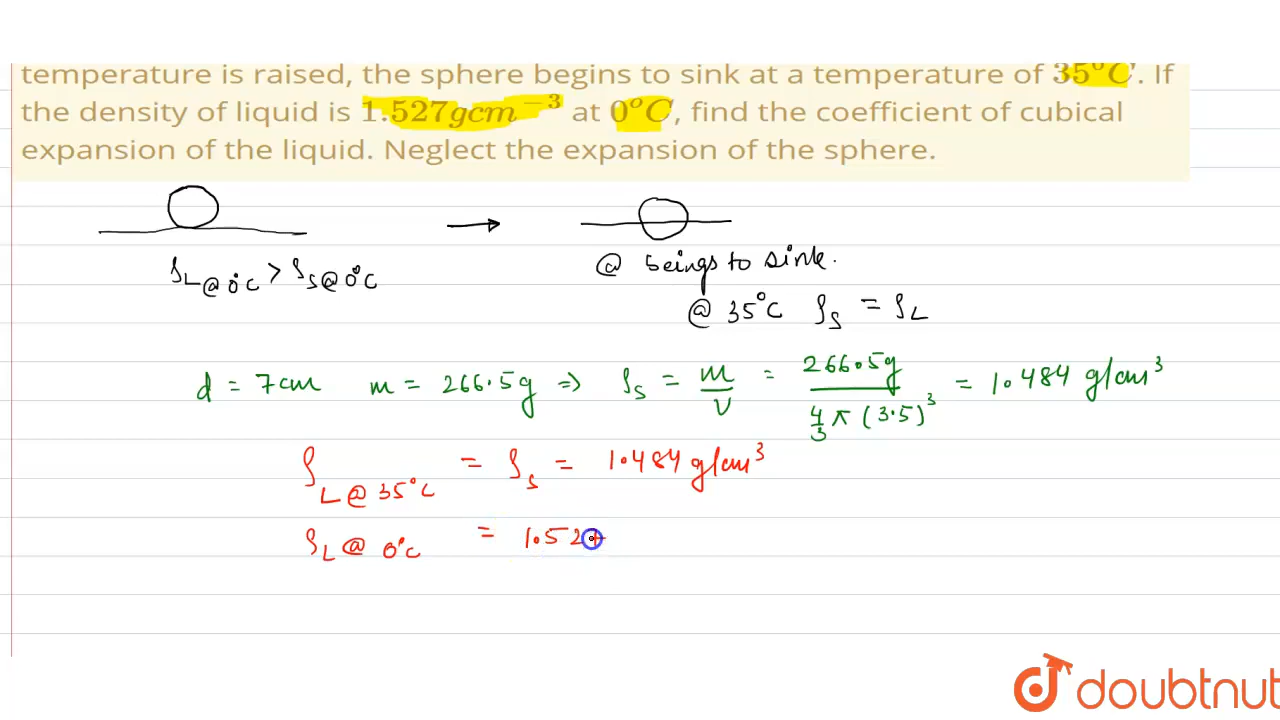 temperature is raised, the sphere begins to sink at a temperature of 35°C. If
the density of liquid is 1.527gcm⁻³ at 0°C, find the coefficient of cubical
expansion of the liquid. Neglect the expansion of the sphere.
ρL@0°C > ρS@0°C
@ beings to sink.
@ 35°C ρS = ρL
d = 7cm m = 266.5g ⇒ ρS = m/V = 266.5g / (4/3 π (3.5)³) = 1.484 g/cm³
ρL@35°C = ρS = 1.484 g/cm³
ρL@0°C = 1.527
doubtnut